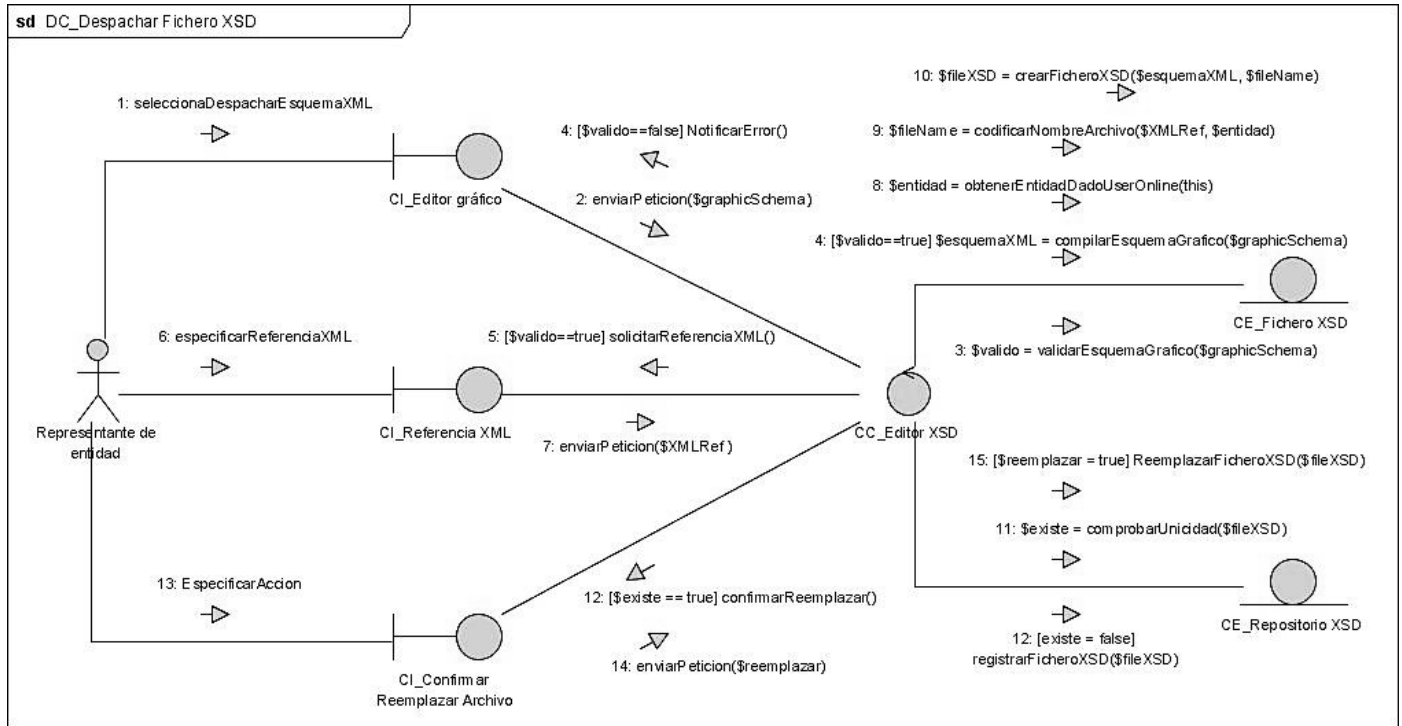 sd DC_Despachar Fichero XSD
10: $fileXSD = crearFicheroXSD($esquemaXML, $fileName)
1: seleccionaDespacharEsquemaXML
4: [$valido==false] NotificarError()
9: $fileName = codificarNombreArchivo($XMLRef, $entidad)
8: $entidad = obtenerEntidadDadoUserOnline(this)
CI_Editor gráfico
2: enviarPeticion($graphicSchema)
4: [$valido==true] $esquemaXML = compilarEsquemaGrafico($graphicSchema)
CE_Fichero XSD
6: especificarReferenciaXML
5: [$valido==true] solicitarReferenciaXML()
3: $valido = validarEsquemaGrafico($graphicSchema)
Representante de
entidad
CI_Referencia XML
CC_Editor XSD
7: enviarPeticion($XMLRef)
15: [$reemplazar = true] ReemplazarFicheroXSD($fileXSD)
11: $existe = comprobarUnicidad($fileXSD)
13: EspecificarAccion
12: [$existe == true] confirmarReemplazar()
CE_Repositorio XSD
12: [existe = false]
registrarFicheroXSD($fileXSD)
14: enviarPeticion($reemplazar)
CI_Confirmar
Reemplazar Archivo